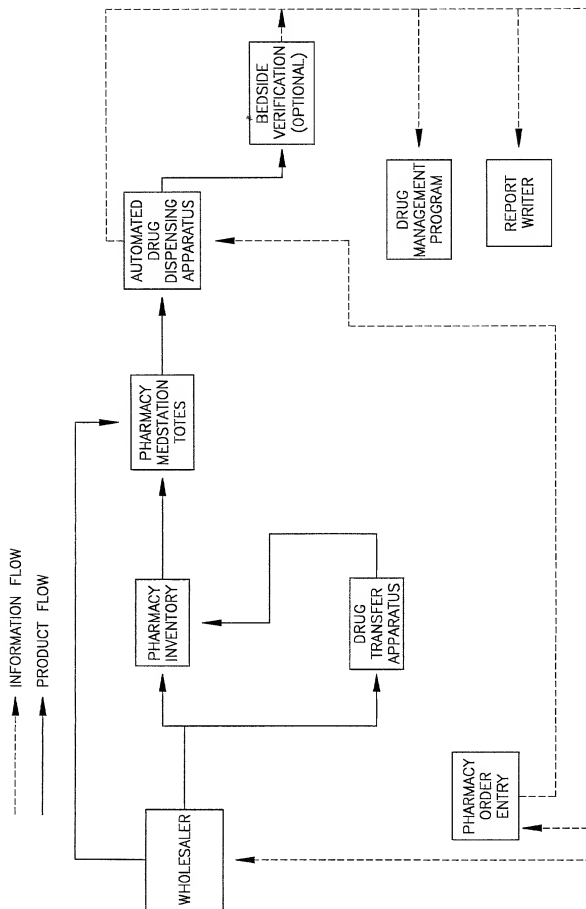 INFORMATION FLOW
PRODUCT FLOW
WHOLESALER
PHARMACY
INVENTORY
PHARMACY
MEDSTATION
TOTES
AUTOMATED
DRUG
DISPENSING
APPARATUS
BEDSIDE
VERIFICATION
(OPTIONAL)
DRUG
TRANSFER
APPARATUS
DRUG
MANAGEMENT
PROGRAM
PHARMACY
ORDER
ENTRY
REPORT
WRITER